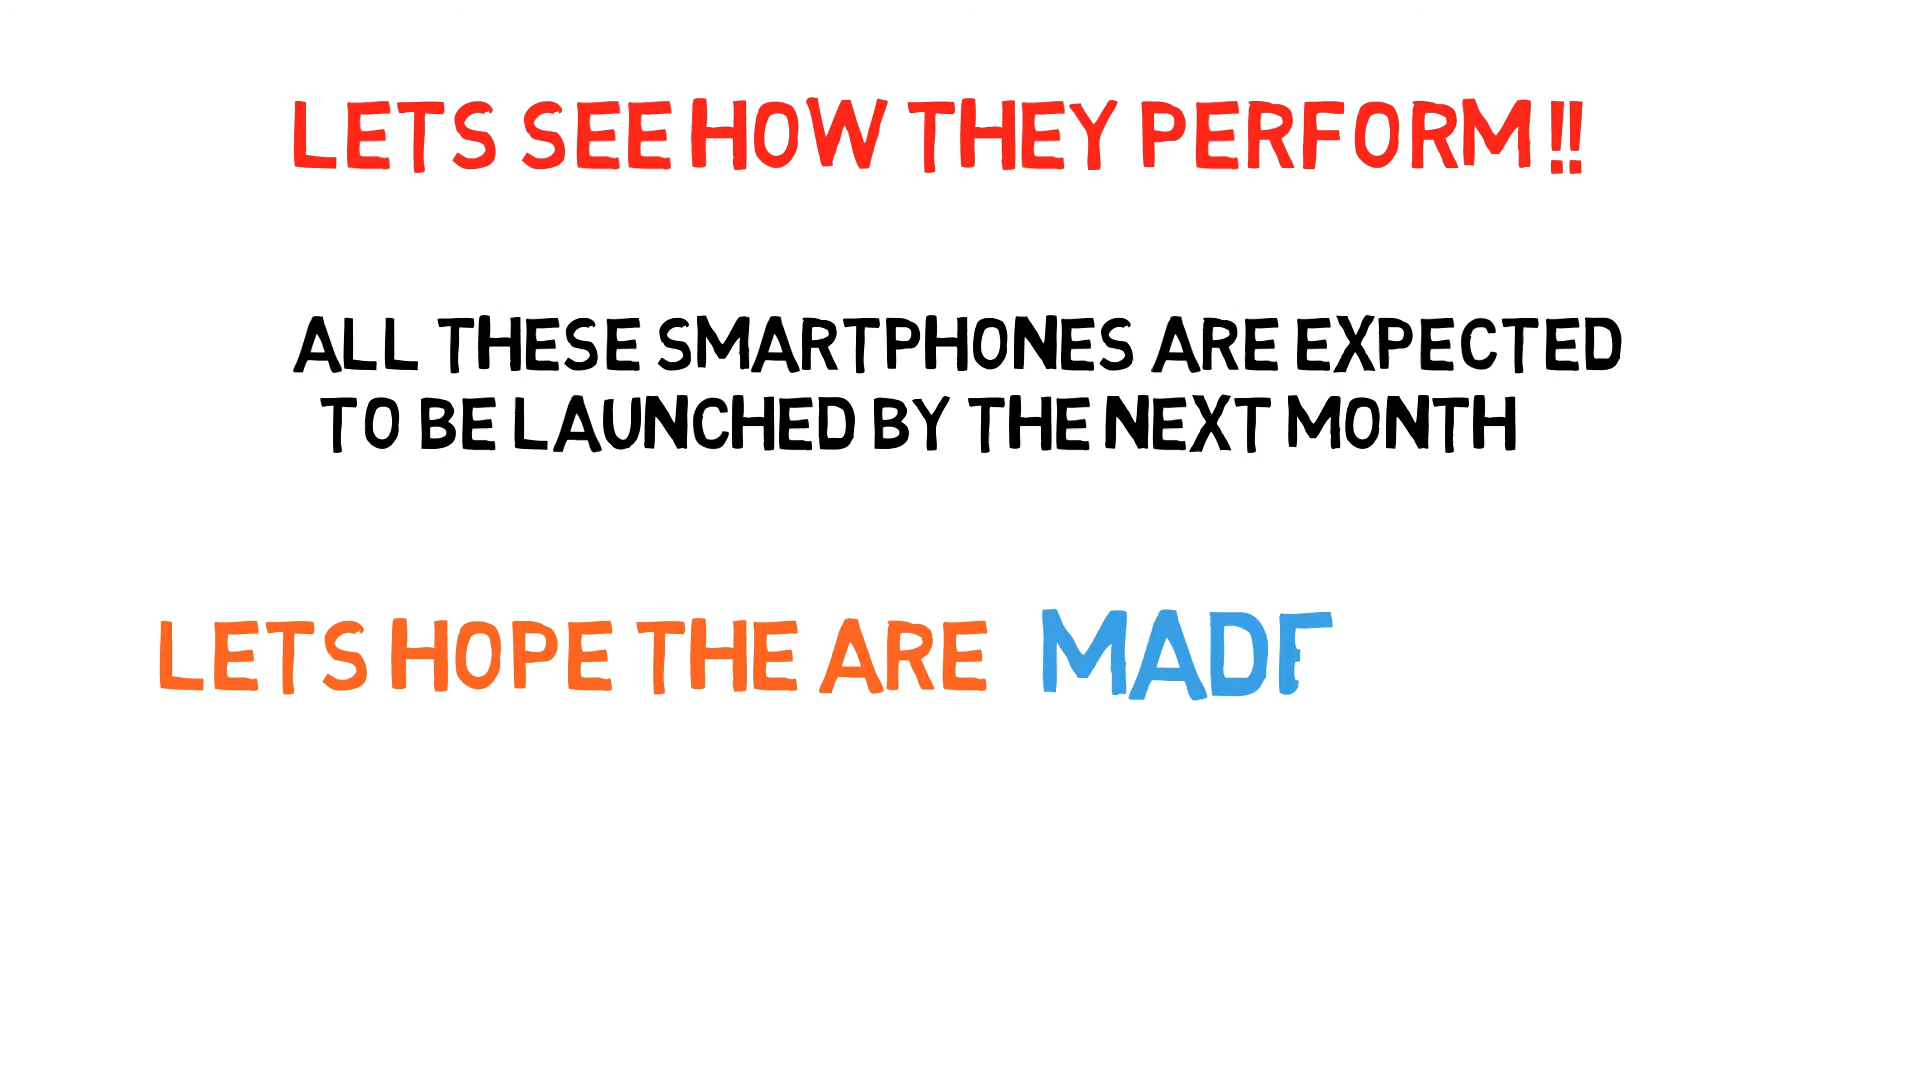 LETS SEE HOW THEY PERFORM !!
ALL THESE SMARTPHONES ARE EXPECTED
TO BE LAUNCHED BY THE NEXT MONTH
LETS HOPE THE ARE MADE